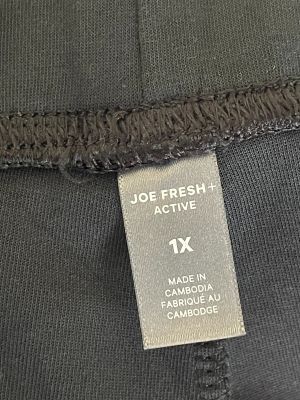 JOE FRESH+
ACTIVE
1X
MADE IN
CAMBODIA
FABRIQUÉ AU
CAMBODGE